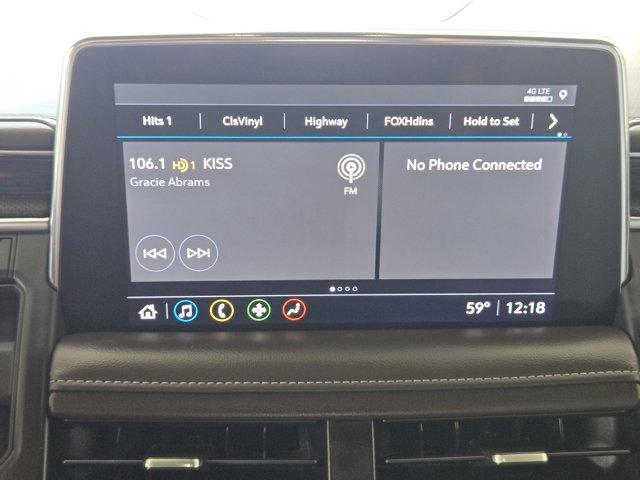 4G LTE
Hits 1 ClsVinyl Highway FOXHdlns Hold to Set
106.1 HD 1 KISS
Gracie Abrams
FM
No Phone Connected
59° 12:18